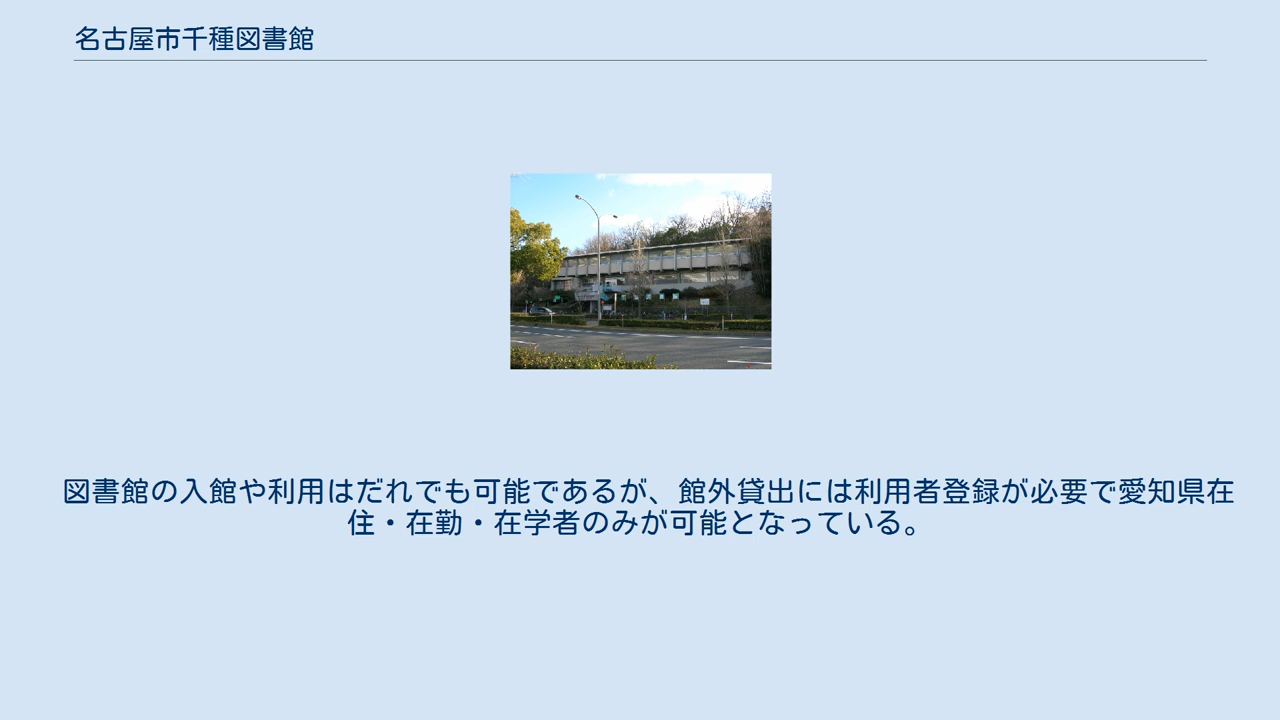 名古屋市千種図書館
図書館の入館や利用はだれでも可能であるが、館外貸出には利用者登録が必要で愛知県在
住・在勤・在学者のみが可能となっている。